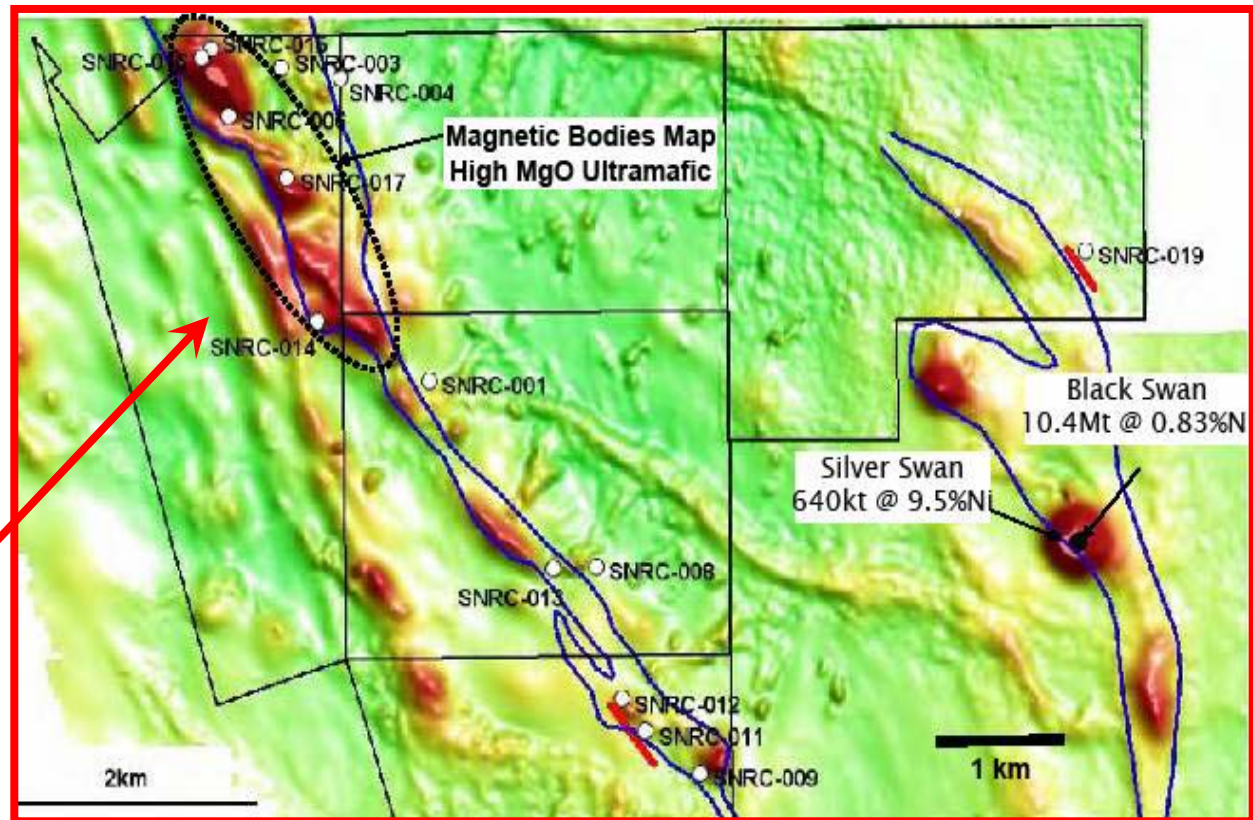 SNRC-015
SNRC-003
SNRC-004
SNRC-006
Magnetic Bodies Map
High MgO Ultramafic
SNRC-017
SNRC-019
SNRC-014
SNRC-001
Black Swan
10.4Mt @ 0.83%N
Silver Swan
640kt @ 9.5%Ni
SNRC-008
SNRC-013
SNRC-012
SNRC-011
SNRC-009
2km
1 km